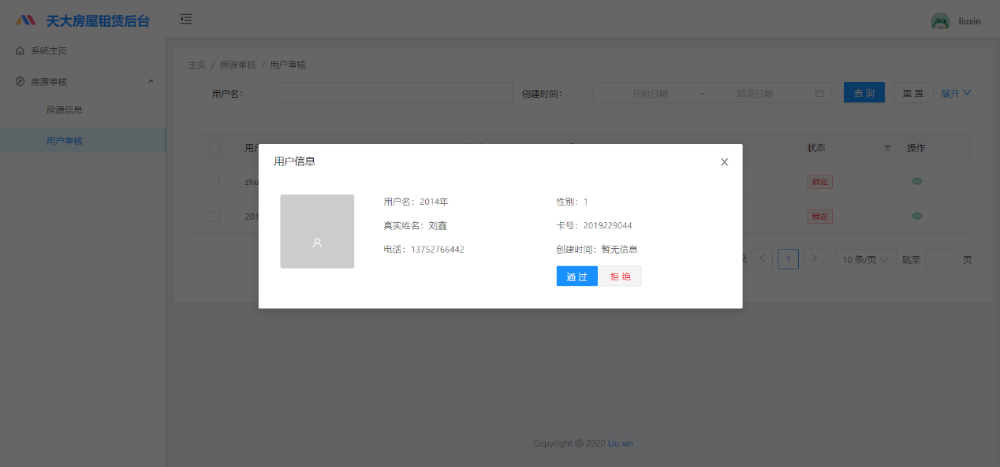 天大房屋租赁后台
liuxin
系统主页
房源审核
房源信息
用户审核
主页 / 房源审核 / 用户审核
用户名: 创建时间: 开始日期 ~ 结束日期 查 询 重 置 展开
用户 状态 操作
zhu 锁定
201 锁定
1 10 条/页 跳至 页
用户信息
用户名: 2014年 性别: 1
真实姓名: 刘鑫 卡号: 2019229044
电话: 13752766442 创建时间: 暂无信息
通 过 拒 绝
Copyright © 2020 Liu xin